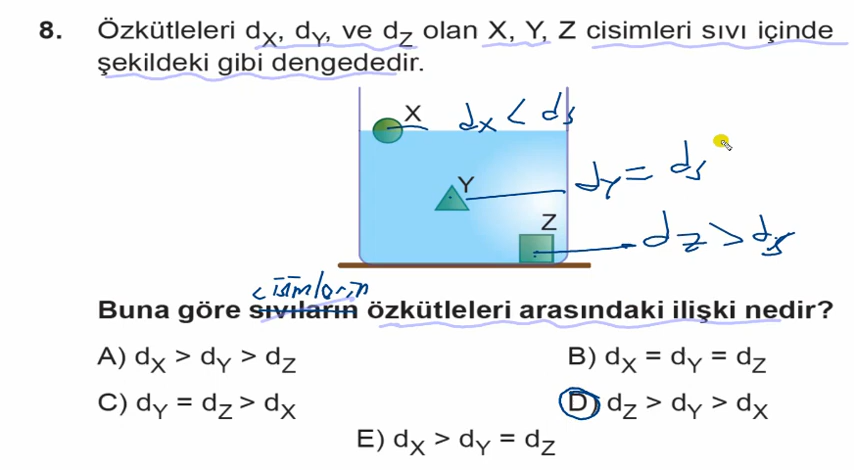 8. Özkütleleri dX, dY, ve dZ olan X, Y, Z cisimleri sıvı içinde
şekildeki gibi dengededir.
X
dx < ds
Y
dY = ds
Z
dz > ds
cisimlerin
Buna göre sıvıların özkütleleri arasındaki ilişki nedir?
A) dX > dY > dZ
B) dX = dY = dZ
C) dY = dZ > dX
D) dZ > dY > dX
E) dX > dY = dZ